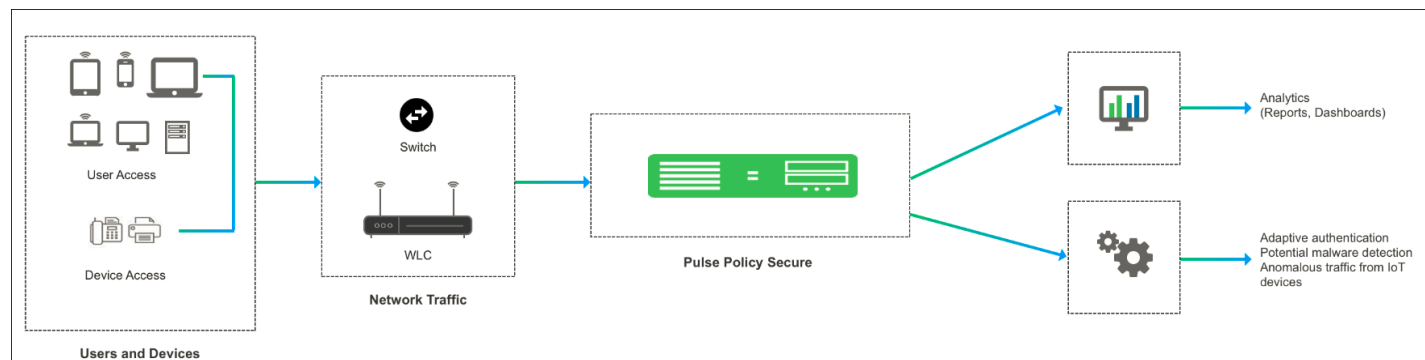 User Access
Device Access
Users and Devices
Switch
WLC
Network Traffic
Pulse Policy Secure
Analytics
(Reports, Dashboards)
Adaptive authentication
Potential malware detection
Anomalous traffic from IoT
devices